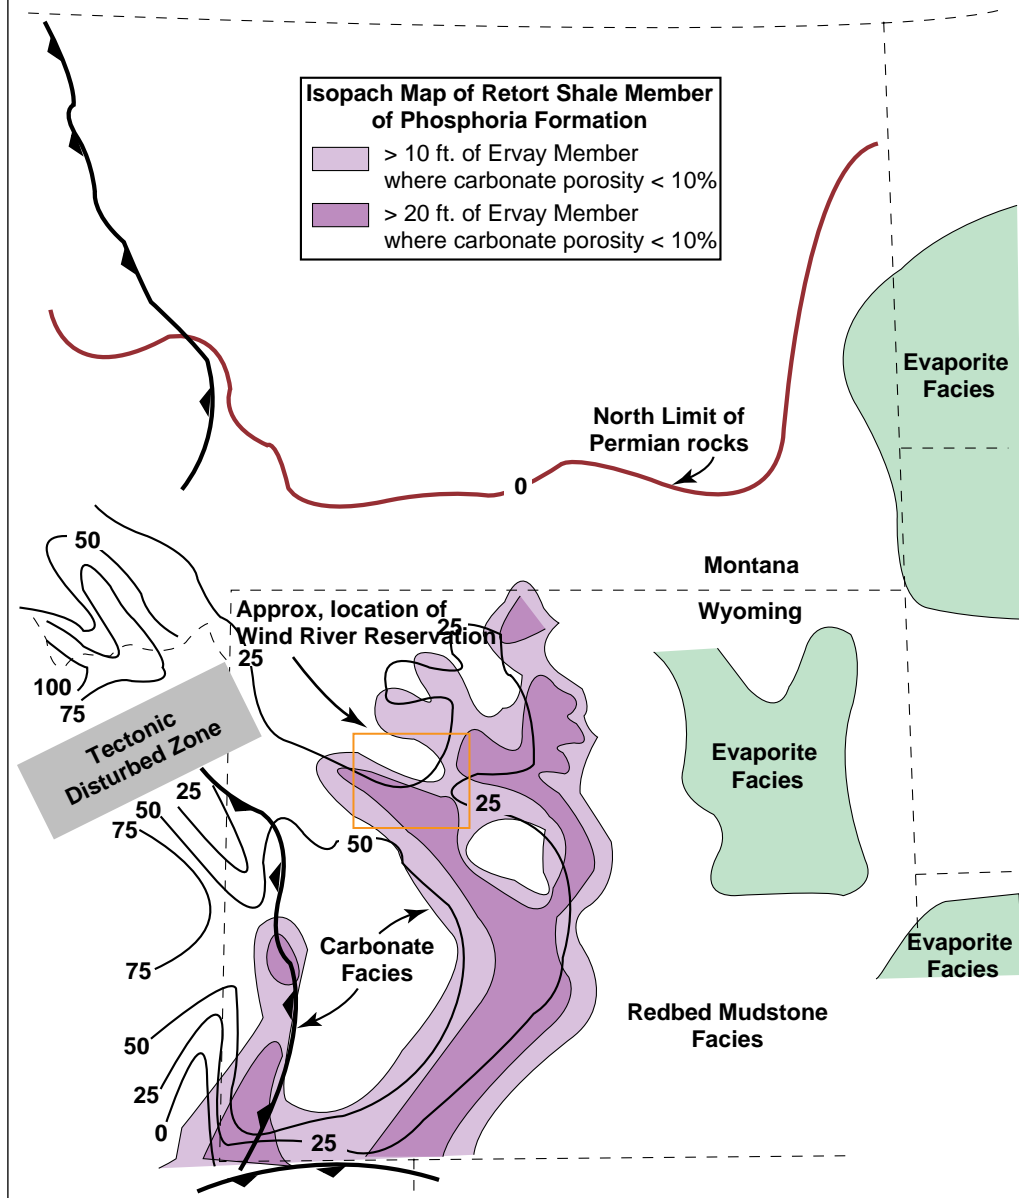 Isopach Map of Retort Shale Member
of Phosphoria Formation
> 10 ft. of Ervay Member
where carbonate porosity < 10%
> 20 ft. of Ervay Member
where carbonate porosity < 10%
Evaporite
Facies
North Limit of
Permian rocks
0
50
Montana
Wyoming
Approx, location of
Wind River Reservation
25
25
100
75
Tectonic
Disturbed Zone
Evaporite
Facies
25
50
75
25
50
Carbonate
Facies
Evaporite
Facies
75
Redbed Mudstone
Facies
50
25
0
25